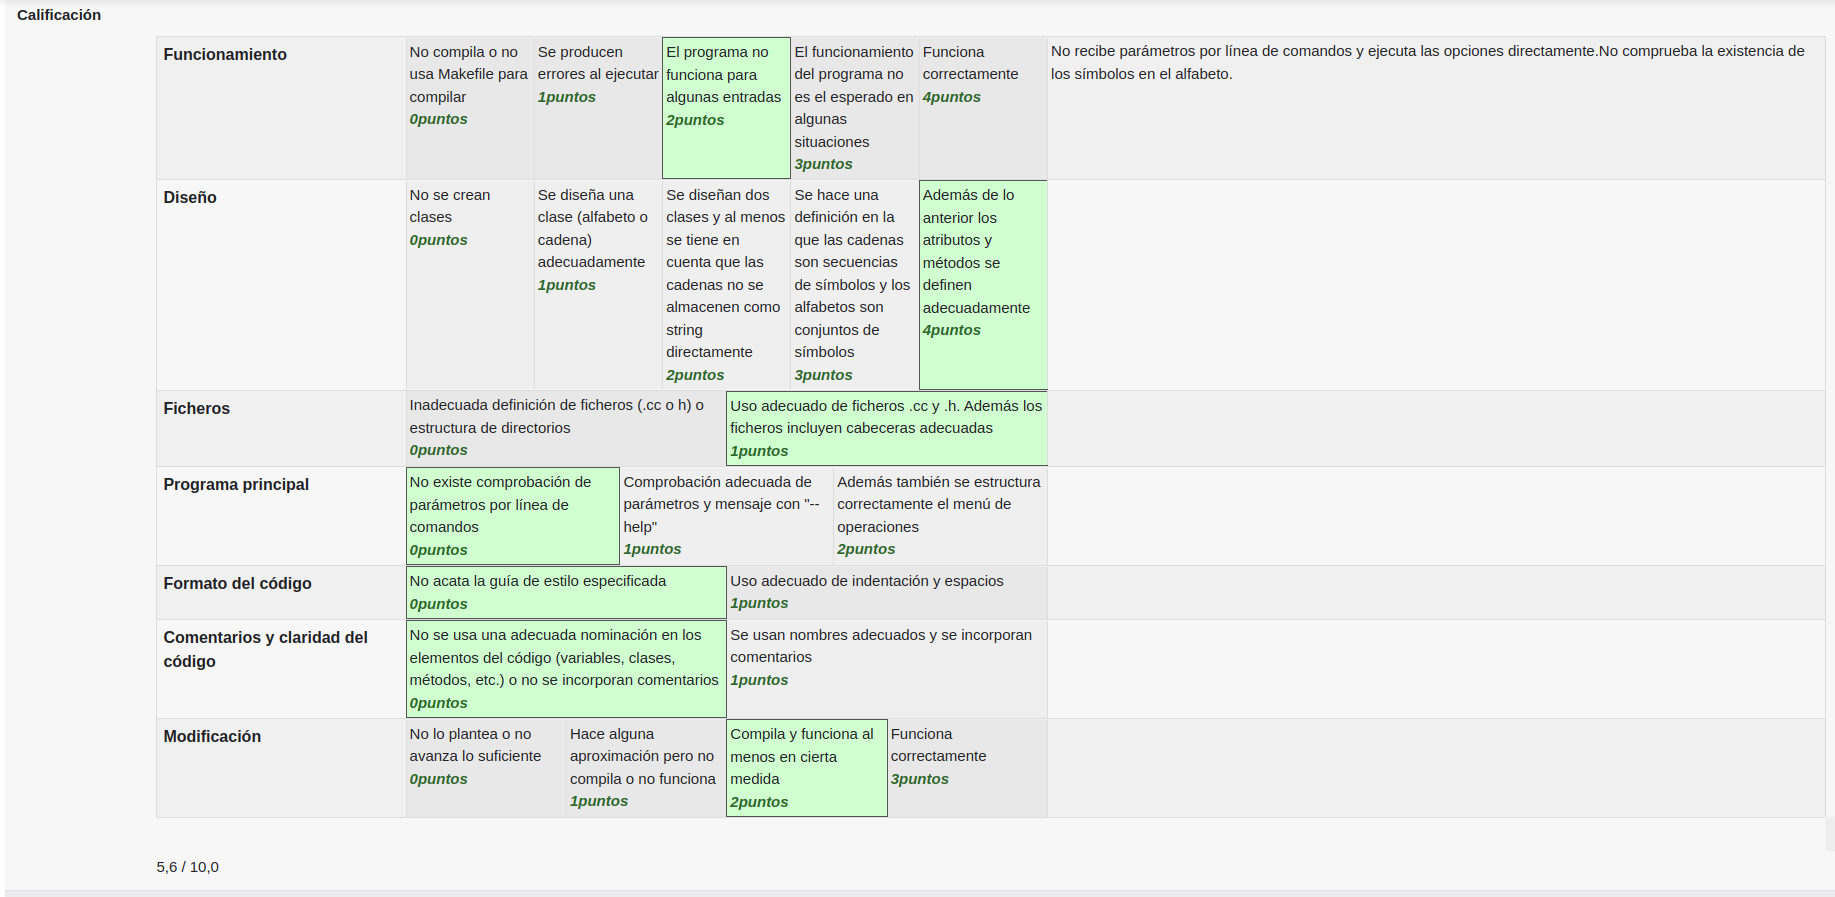 Calificación
Funcionamiento
No compila o no
usa Makefile para
compilar
0puntos
Se producen
errores al ejecutar
1puntos
El programa no
funciona para
algunas entradas
2puntos
El funcionamiento
del programa no
es el esperado en
algunas
situaciones
3puntos
Funciona
correctamente
4puntos
No recibe parámetros por línea de comandos y ejecuta las opciones directamente.No comprueba la existencia de
los símbolos en el alfabeto.
Diseño
No se crean
clases
0puntos
Se diseña una
clase (alfabeto o
cadena)
adecuadamente
1puntos
Se diseñan dos
clases y al menos
se tiene en
cuenta que las
cadenas no se
almacenen como
string
directamente
2puntos
Se hace una
definición en la
que las cadenas
son secuencias
de símbolos y los
alfabetos son
conjuntos de
símbolos
3puntos
Además de lo
anterior los
atributos y
métodos se
definen
adecuadamente
4puntos
Ficheros
Inadecuada definición de ficheros (.cc o h) o
estructura de directorios
0puntos
Uso adecuado de ficheros .cc y .h. Además los
ficheros incluyen cabeceras adecuadas
1puntos
Programa principal
No existe comprobación de
parámetros por línea de
comandos
0puntos
Comprobación adecuada de
parámetros y mensaje con "--
help"
1puntos
Además también se estructura
correctamente el menú de
operaciones
2puntos
Formato del código
No acata la guía de estilo especificada
0puntos
Uso adecuado de indentación y espacios
1puntos
Comentarios y claridad del
código
No se usa una adecuada nominación en los
elementos del código (variables, clases,
métodos, etc.) o no se incorporan comentarios
0puntos
Se usan nombres adecuados y se incorporan
comentarios
1puntos
Modificación
No lo plantea o no
avanza lo suficiente
0puntos
Hace alguna
aproximación pero no
compila o no funciona
1puntos
Compila y funciona al
menos en cierta
medida
2puntos
Funciona
correctamente
3puntos
5,6 / 10,0